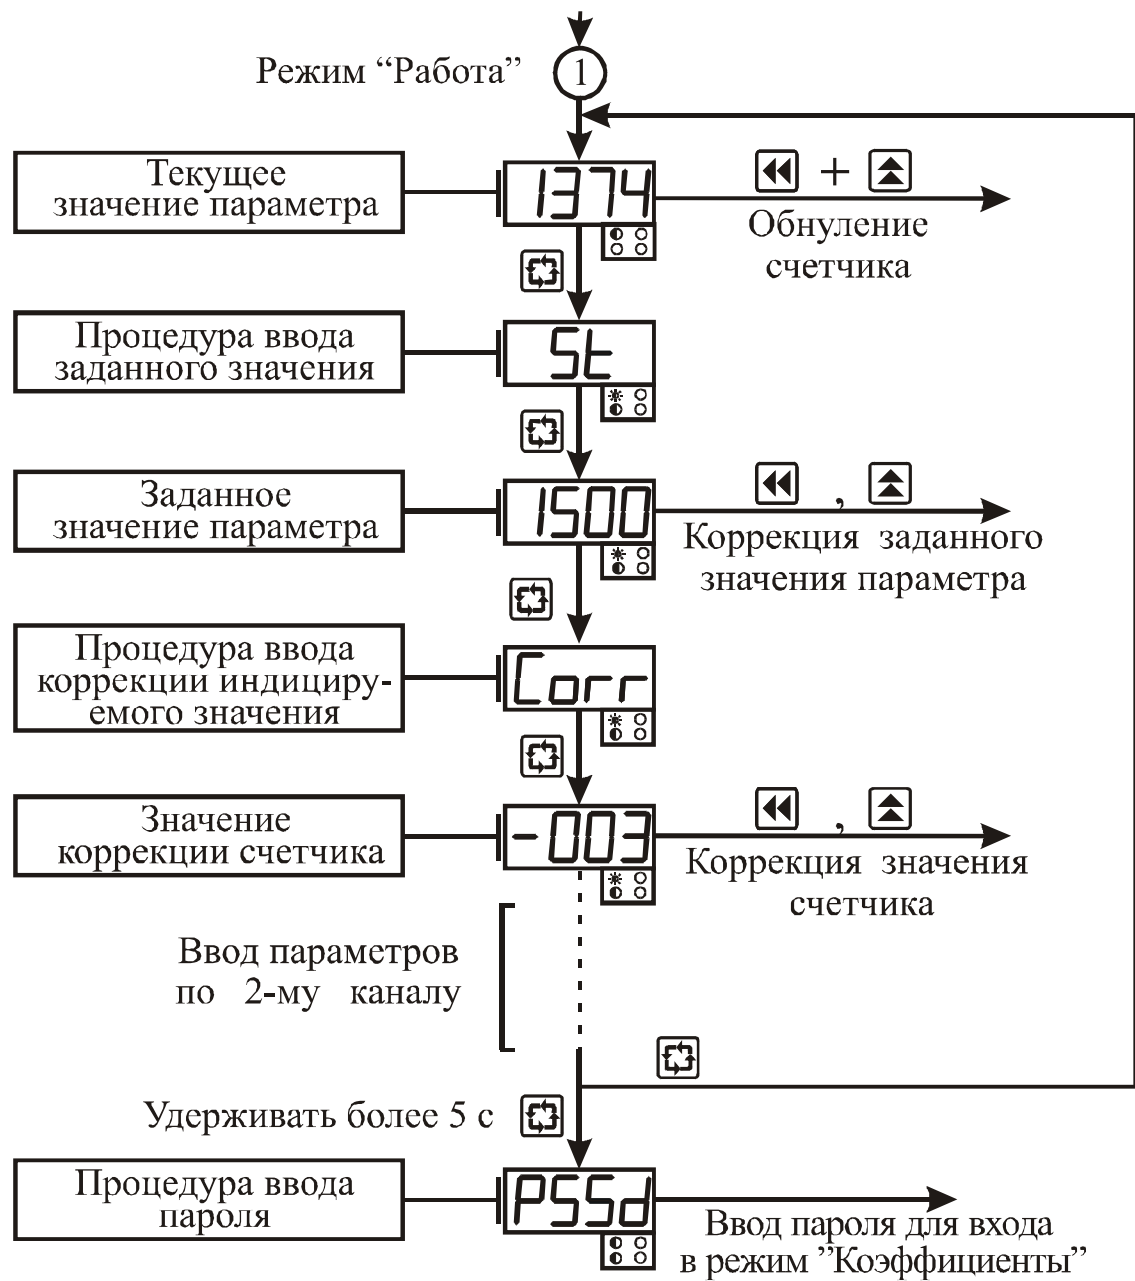 Режим “Работа”
1
Текущее
значение параметра
1374
+
Обнуление
счетчика
Процедура ввода
заданного значения
St
Заданное
значение параметра
1500
,
Коррекция заданного
значения параметра
Процедура ввода
коррекции индициру-
емого значения
Corr
Значение
коррекции счетчика
-003
,
Коррекция значения
счетчика
Ввод параметров
по 2-му каналу
Удерживать более 5 с
Процедура ввода
пароля
PSSd
Ввод пароля для входа
в режим ”Коэффициенты”